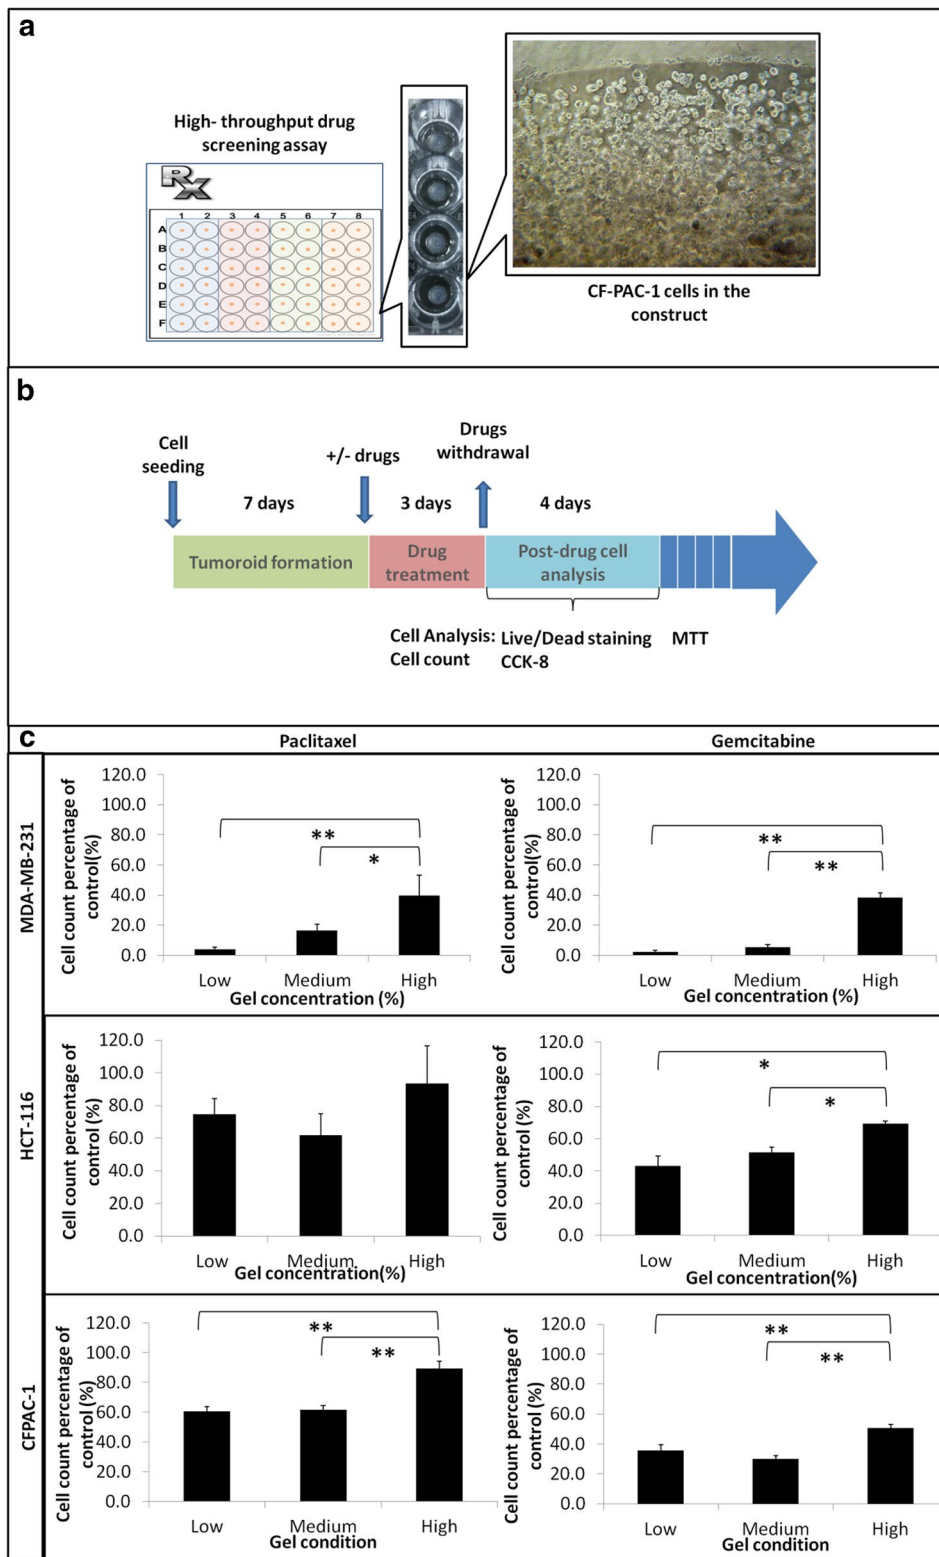 a
High- throughput drug
screening assay
Rx
1 2 3 4 5 6 7 8
A
B
C
D
E
F
CF-PAC-1 cells in the
construct
b
Cell
seeding
+/- drugs
Drugs
withdrawal
7 days
3 days
4 days
Tumoroid formation
Drug
treatment
Post-drug cell
analysis
Cell Analysis: Live/Dead staining MTT
Cell count CCK-8
c
Paclitaxel
Gemcitabine
MDA-MB-231
Cell count percentage of
control(%)
120.0
100.0
80.0
60.0
40.0
20.0
0.0
**
*
Low Medium High
Gel concentration (%)
Cell count percentage of
control(%)
120.0
100.0
80.0
60.0
40.0
20.0
0.0
**
**
Low Medium High
Gel concentration (%)
HCT-116
Cell count percentage of
control (%)
120.0
100.0
80.0
60.0
40.0
20.0
0.0
Low Medium High
Gel concentration(%)
Cell count percentage of
control (%)
120.0
100.0
80.0
60.0
40.0
20.0
0.0
*
*
Low Medium High
Gel concentration(%)
CFPAC-1
Cell count percentage of
control (%)
120.0
100.0
80.0
60.0
40.0
20.0
0.0
**
**
Low Medium High
Gel condition
Cell count percentage of
control (%)
120.0
100.0
80.0
60.0
40.0
20.0
0.0
**
**
Low Medium High
Gel condition